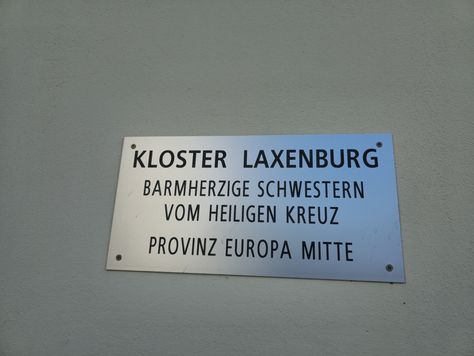 KLOSTER LAXENBURG
BARMHERZIGE SCHWESTERN
VOM HEILIGEN KREUZ
PROVINZ EUROPA MITTE